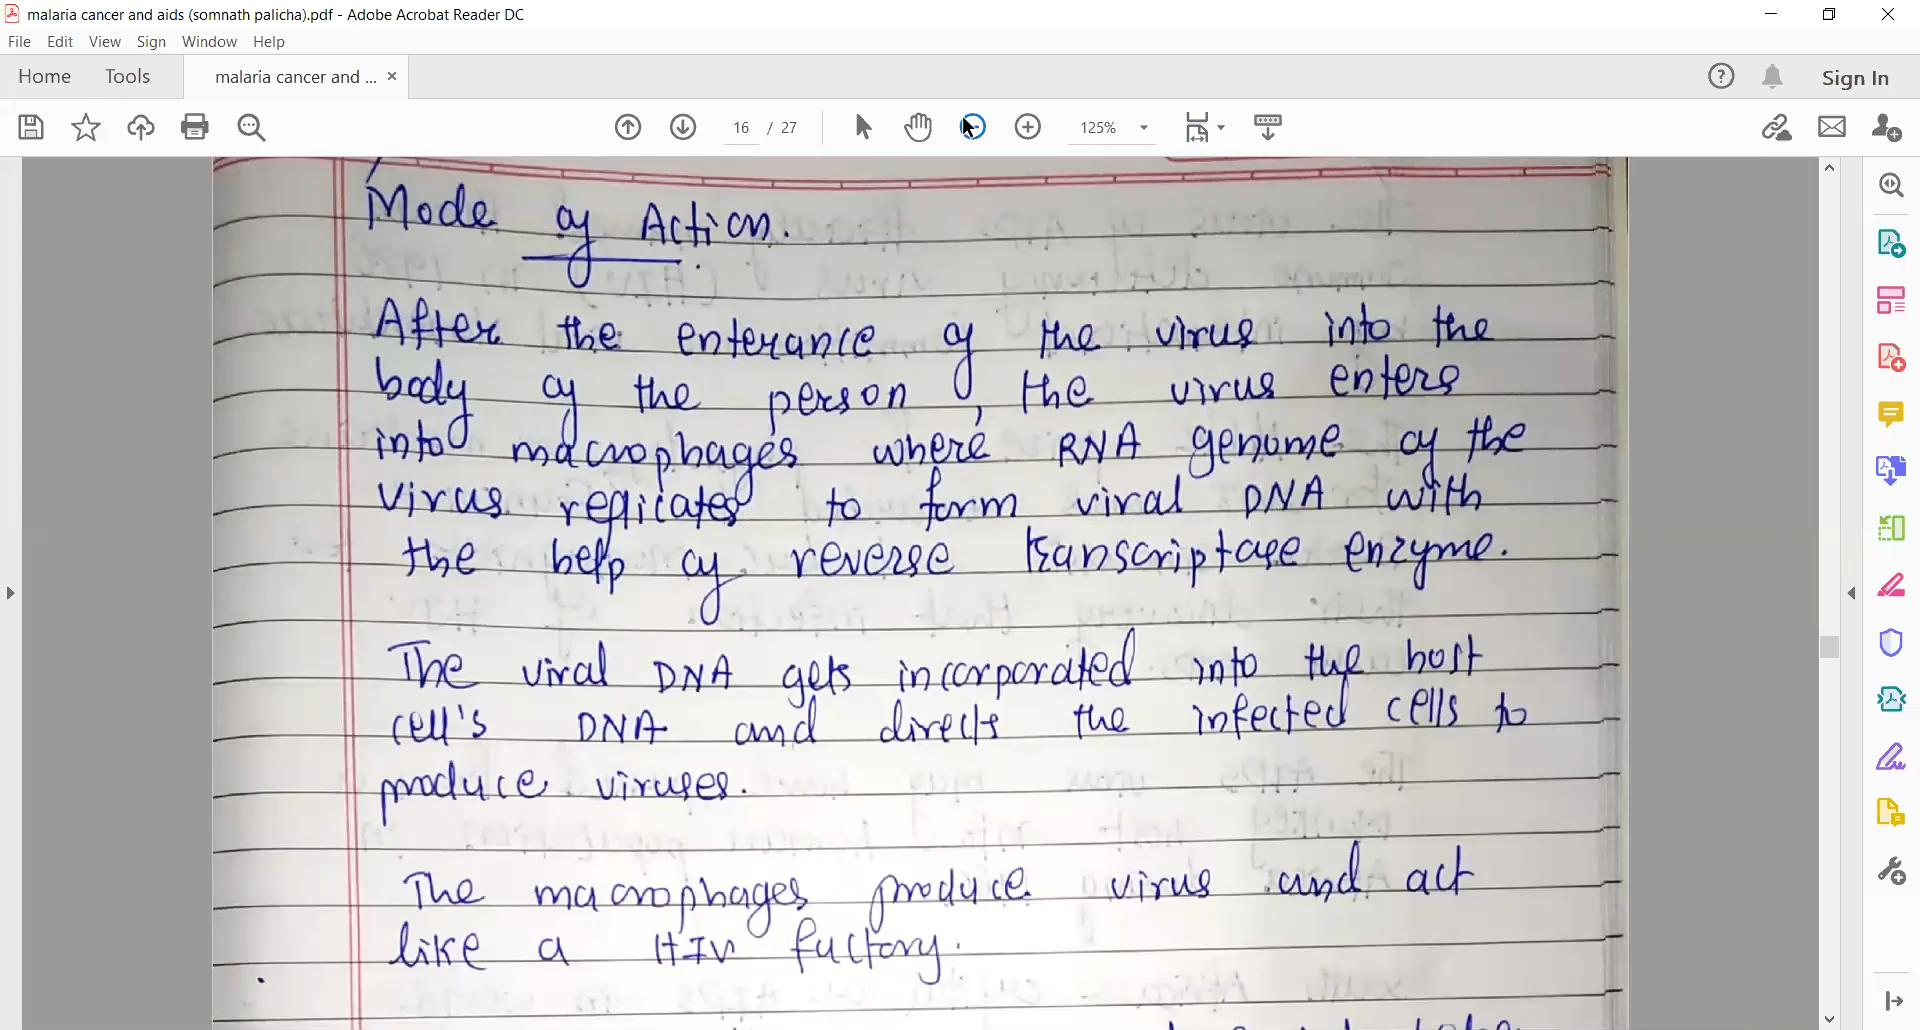 malaria cancer and aids (somnath palicha).pdf - Adobe Acrobat Reader DC
File Edit View Sign Window Help
Home Tools malaria cancer and ... × Sign In
16 / 27 125%
Mode of Action.
After the enterance of the virus into the
body of the person, the virus enters
into macrophages where RNA genome of the
virus replicates to form viral DNA with
the help of reverse transcriptase enzyme.
The viral DNA gets incorporated into the host
cell's DNA and directs the infected cells to
produce viruses.
The macrophages produce virus and act
like a HIV factory.